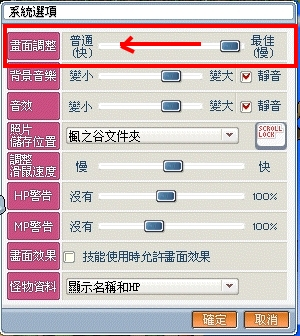 系統選項
畫面調整 普通 (快) 最佳 (慢)
背景音樂 變小 變大 靜音
音效 變小 變大 靜音
照片 儲存位置 楓之谷文件夾 SCROLL LOCK
調整 滑鼠速度 慢 快
HP警告 沒有 100%
MP警告 沒有 100%
畫面效果 技能使用時允許畫面效果
怪物資料 顯示名稱和HP
確定 取消